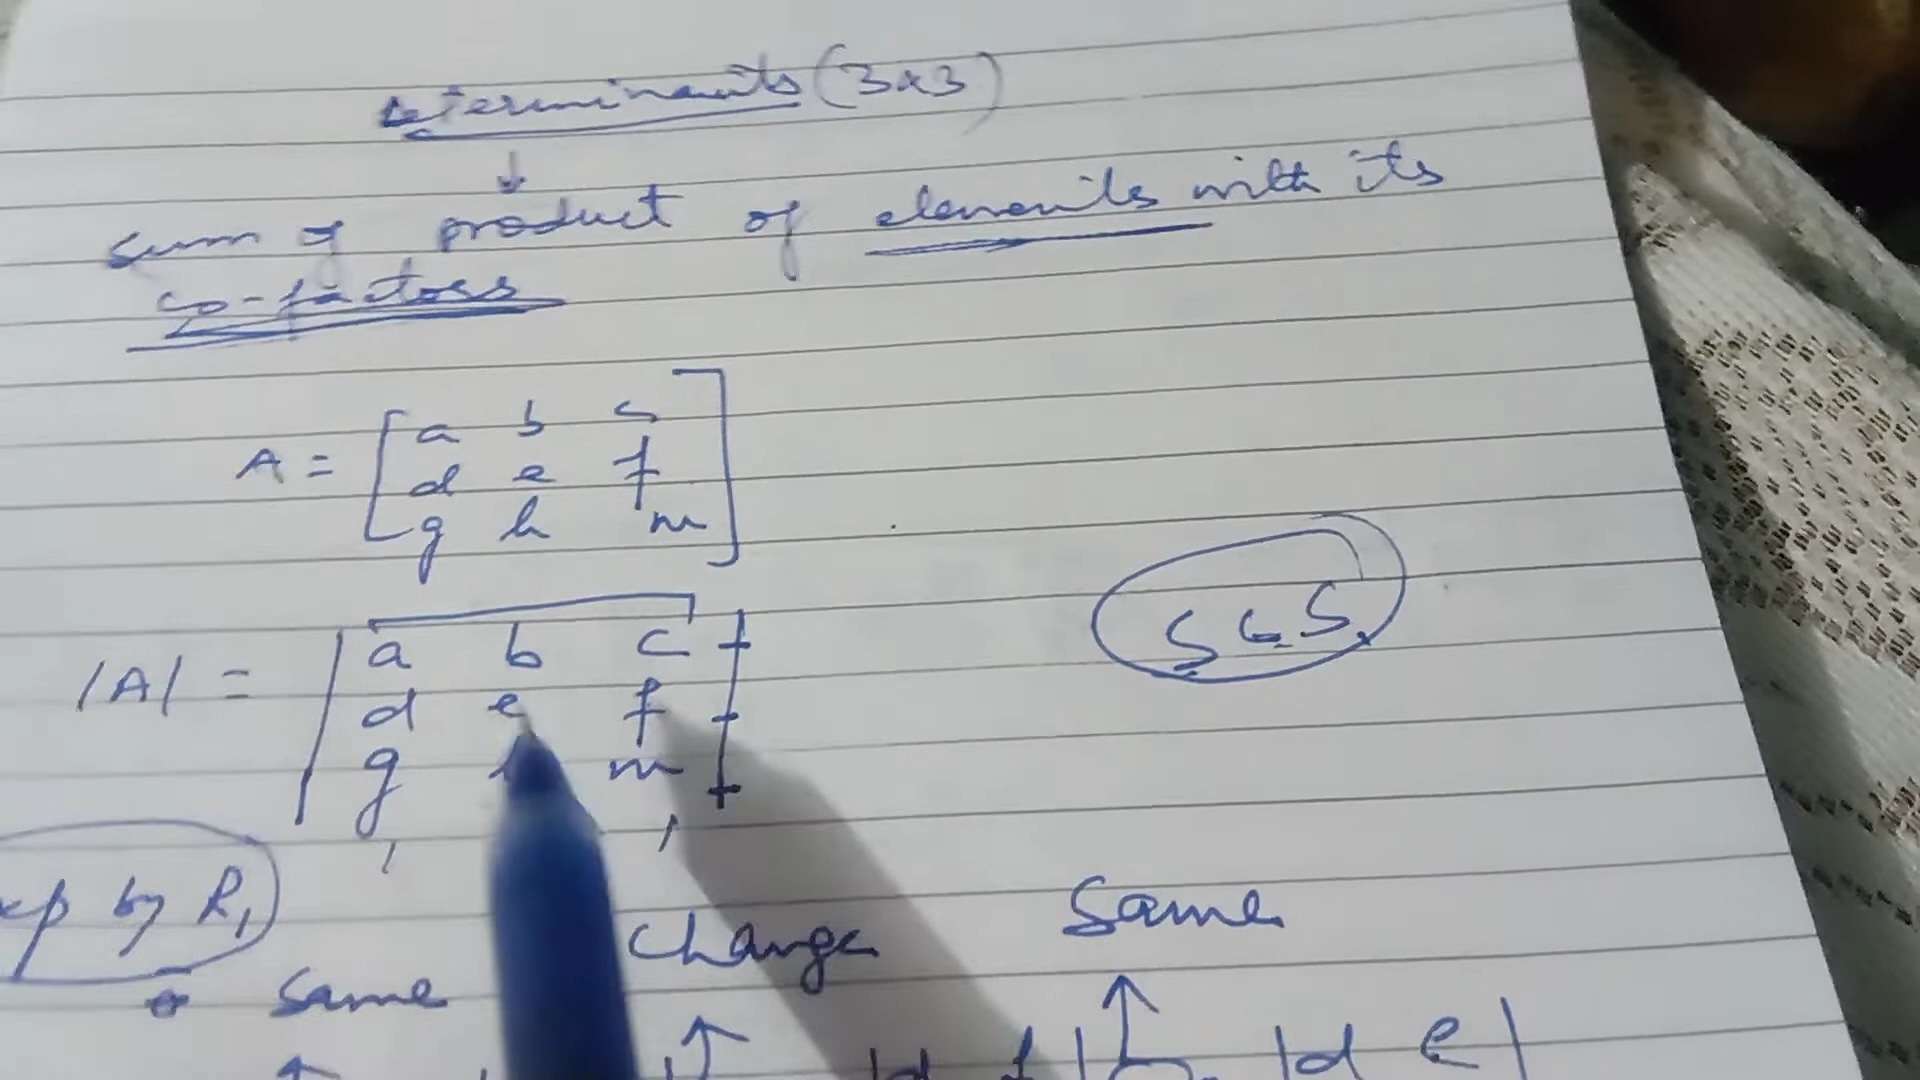 Determinants (3x3)
↓
sum of product of elements with its
co-factors
A = [ a b c
d e f
g h m ]
|A| = | a b c |
d e f
g m
SCS
exp by R1
Same Change Same
|d f| |d e|